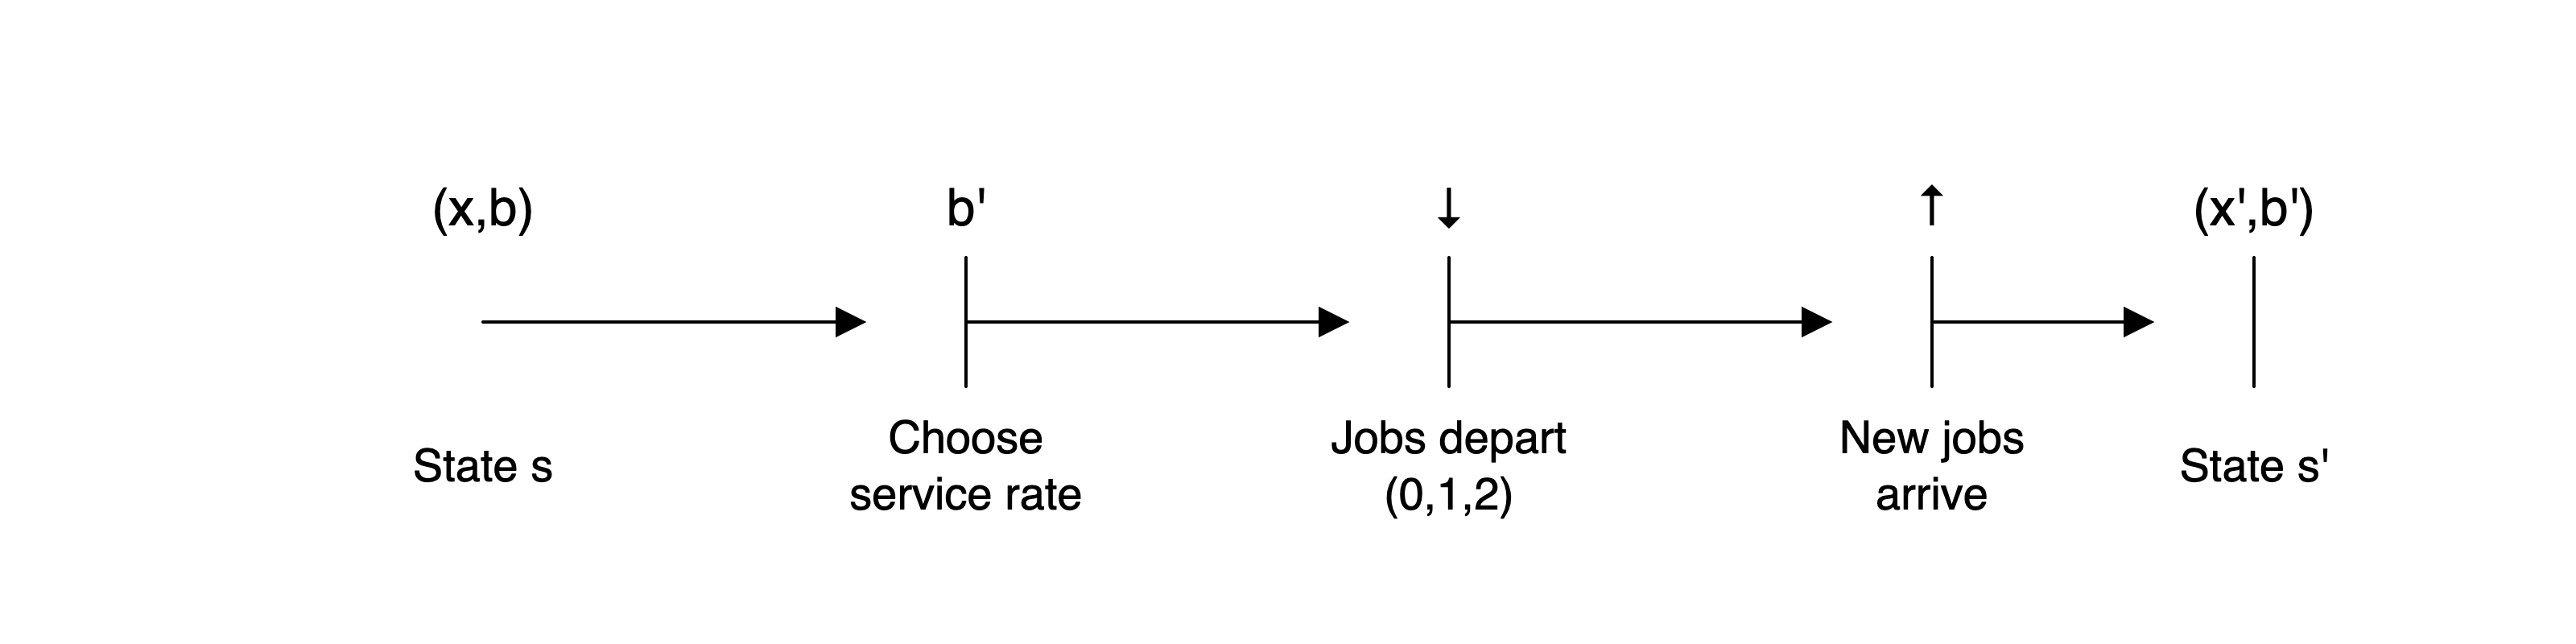 (x,b)
b'
↓
↑
(x',b')
State s
Choose
service rate
Jobs depart
(0,1,2)
New jobs
arrive
State s'